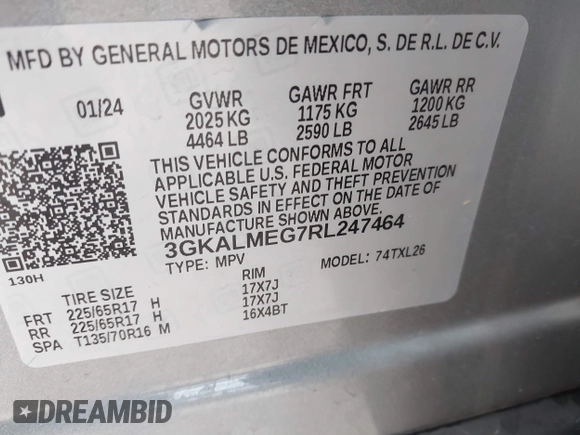 MFD BY GENERAL MOTORS DE MEXICO, S. DE R.L. DE C.V.
01/24 GVWR GAWR FRT GAWR RR
2025 KG 1175 KG 1200 KG
4464 LB 2590 LB 2645 LB
THIS VEHICLE CONFORMS TO ALL
APPLICABLE U.S. FEDERAL MOTOR
VEHICLE SAFETY AND THEFT PREVENTION
STANDARDS IN EFFECT ON THE DATE OF
MANUFACTURE SHOWN ABOVE.
3GKALMEG7RL247464
130H TYPE: MPV MODEL: 74TXL26
TIRE SIZE RIM
FRT 225/65R17 H 17X7J
RR 225/65R17 H 17X7J
SPA T135/70R16 M 16X4BT
DREAMBID